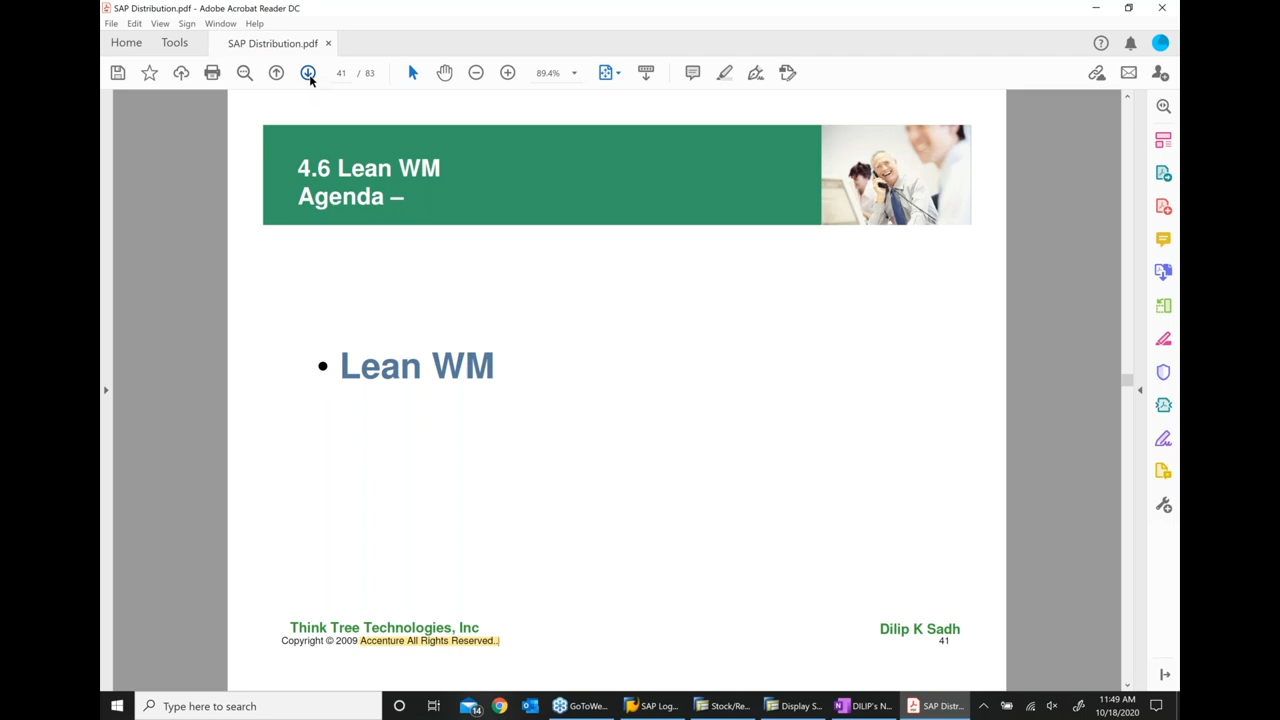 SAP Distribution.pdf - Adobe Acrobat Reader DC
File Edit View Sign Window Help
Home Tools SAP Distribution.pdf ×
41 / 83 89.4%
4.6 Lean WM
Agenda –
• Lean WM
Think Tree Technologies, Inc
Copyright © 2009 Accenture All Rights Reserved..
Dilip K Sadh
41
Type here to search
14
GoToWe...
SAP Log...
Stock/Re...
Display S...
DILIP's N...
SAP Distr...
11:49 AM
10/18/2020